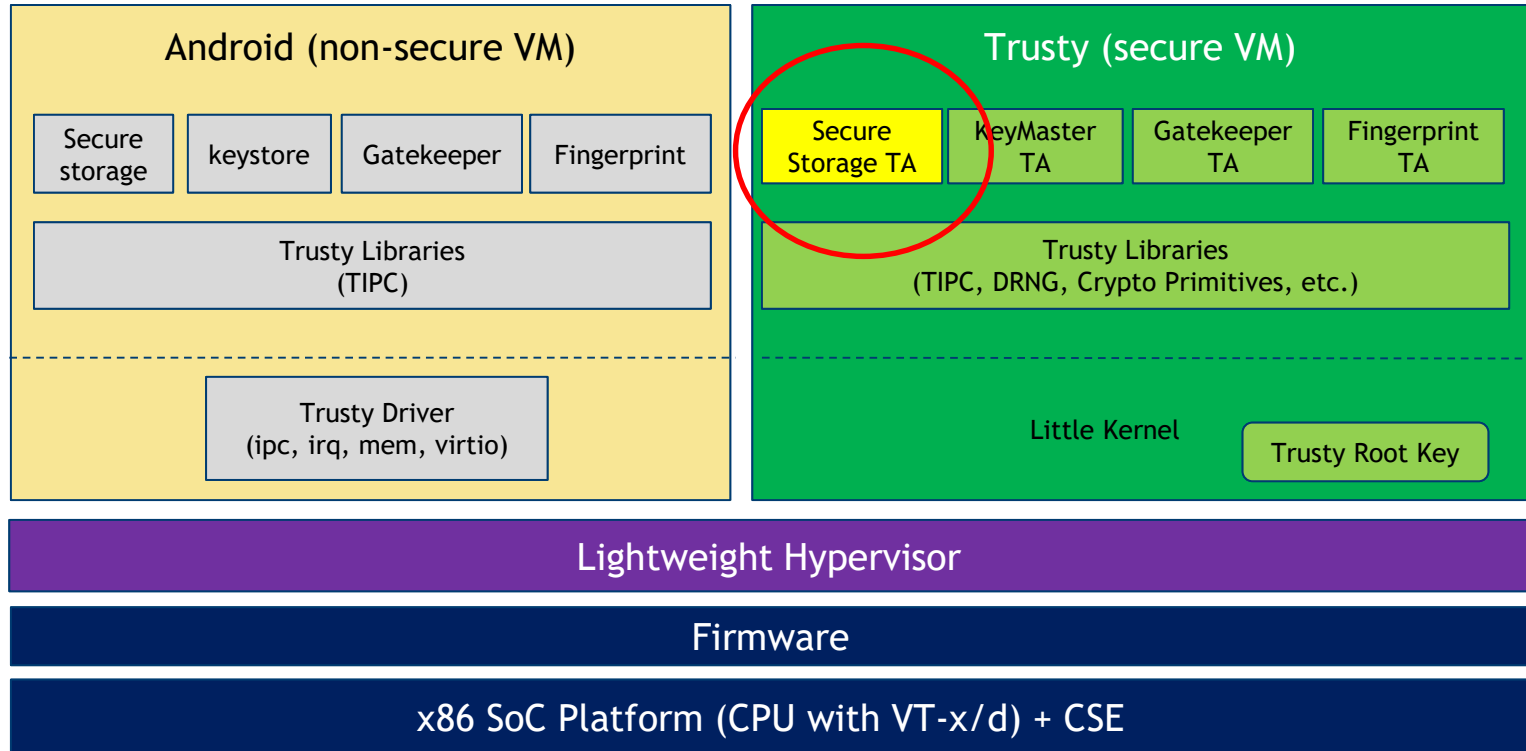 Android (non-secure VM)
Secure
storage
keystore
Gatekeeper
Fingerprint
Trusty Libraries
(TIPC)
Trusty Driver
(ipc, irq, mem, virtio)
Trusty (secure VM)
Secure
Storage TA
KeyMaster
TA
Gatekeeper
TA
Fingerprint
TA
Trusty Libraries
(TIPC, DRNG, Crypto Primitives, etc.)
Little Kernel
Trusty Root Key
Lightweight Hypervisor
Firmware
x86 SoC Platform (CPU with VT-x/d) + CSE